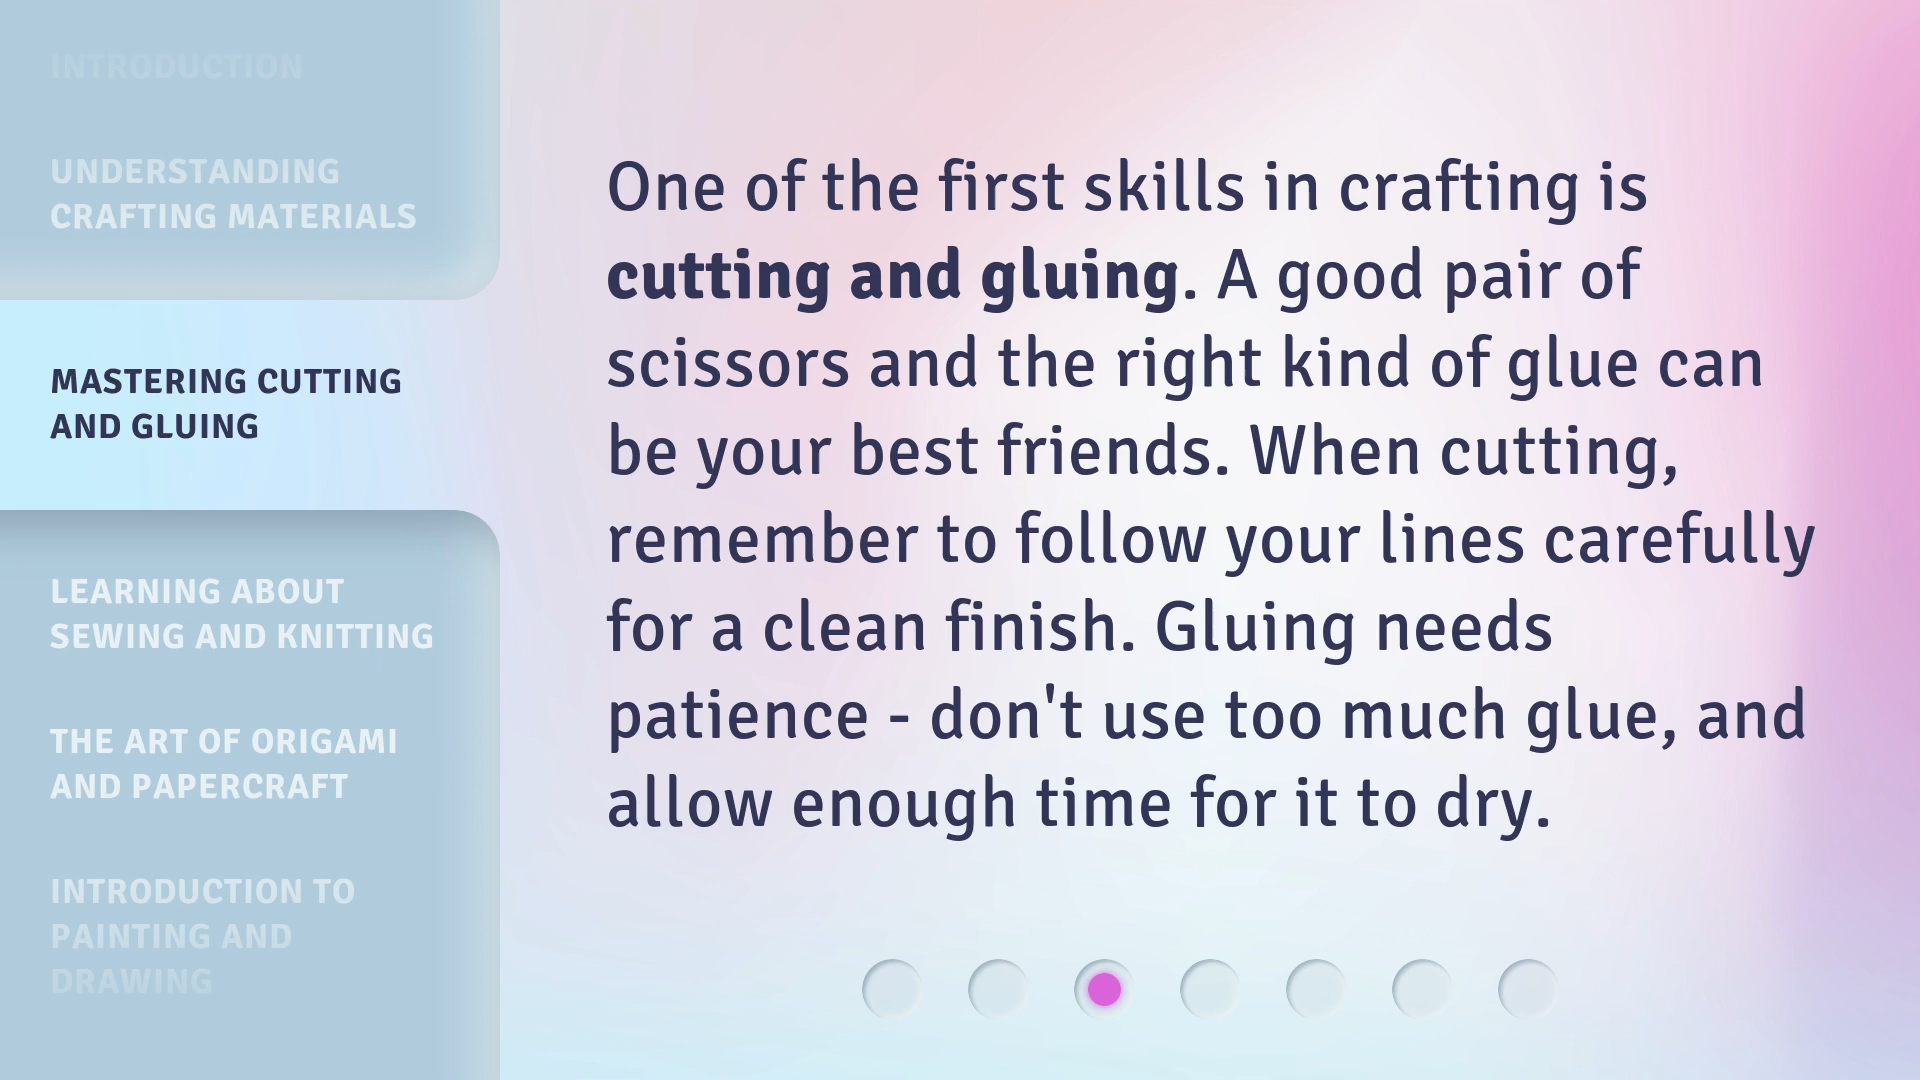 INTRODUCTION
UNDERSTANDING
CRAFTING MATERIALS
MASTERING CUTTING
AND GLUING
LEARNING ABOUT
SEWING AND KNITTING
THE ART OF ORIGAMI
AND PAPERCRAFT
INTRODUCTION TO
PAINTING AND
DRAWING
One of the first skills in crafting is
cutting and gluing. A good pair of
scissors and the right kind of glue can
be your best friends. When cutting,
remember to follow your lines carefully
for a clean finish. Gluing needs
patience - don't use too much glue, and
allow enough time for it to dry.